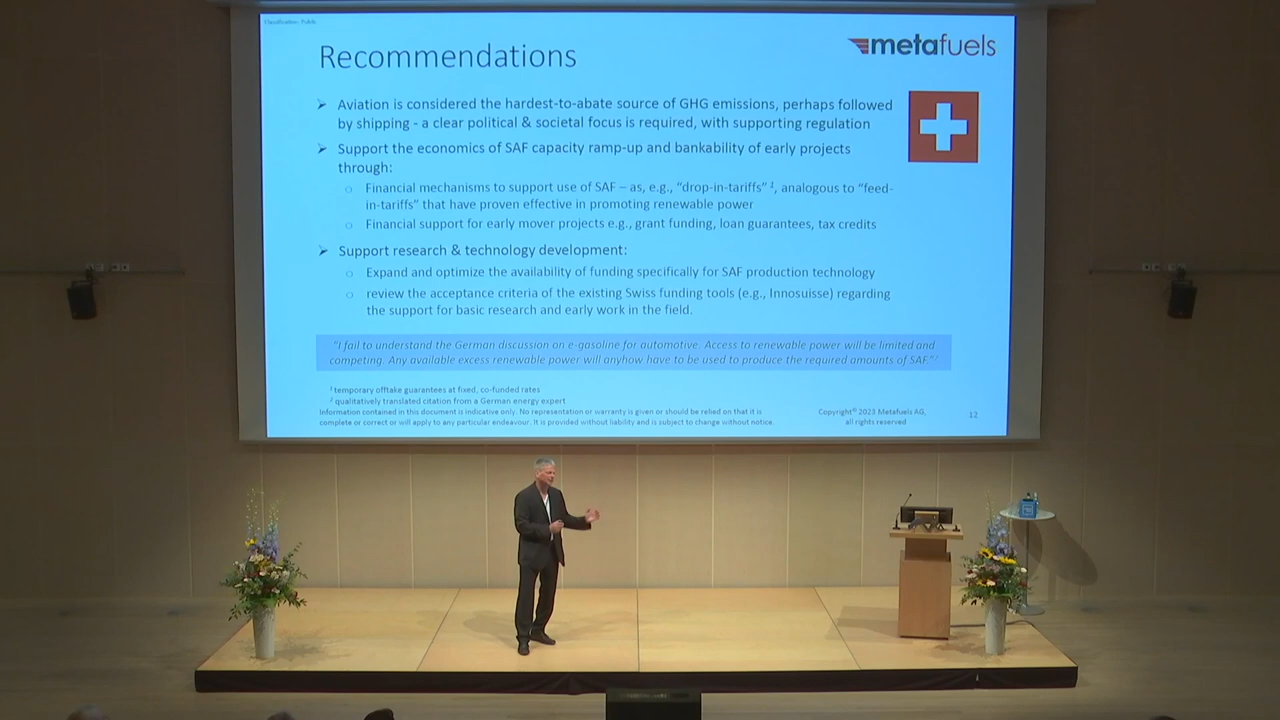 Classification: Public
Recommendations
metafuels
Aviation is considered the hardest-to-abate source of GHG emissions, perhaps followed
by shipping - a clear political & societal focus is required, with supporting regulation
Support the economics of SAF capacity ramp-up and bankability of early projects
through:
Financial mechanisms to support use of SAF – as, e.g., “drop-in-tariffs” 1, analogous to “feed-
in-tariffs” that have proven effective in promoting renewable power
Financial support for early mover projects e.g., grant funding, loan guarantees, tax credits
Support research & technology development:
Expand and optimize the availability of funding specifically for SAF production technology
review the acceptance criteria of the existing Swiss funding tools (e.g., Innosuisse) regarding
the support for basic research and early work in the field.
“I fail to understand the German discussion on e-gasoline for automotive. Access to renewable power will be limited and
competing. Any available excess renewable power will anyhow have to be used to produce the required amounts of SAF.” 2
1 temporary offtake guarantees at fixed, co-funded rates
2 qualitatively translated citation from a German energy expert
Information contained in this document is indicative only. No representation or warranty is given or should be relied on that it is
complete or correct or will apply to any particular endeavour. It is provided without liability and is subject to change without notice.
Copyright© 2023 Metafuels AG,
all rights reserved
12